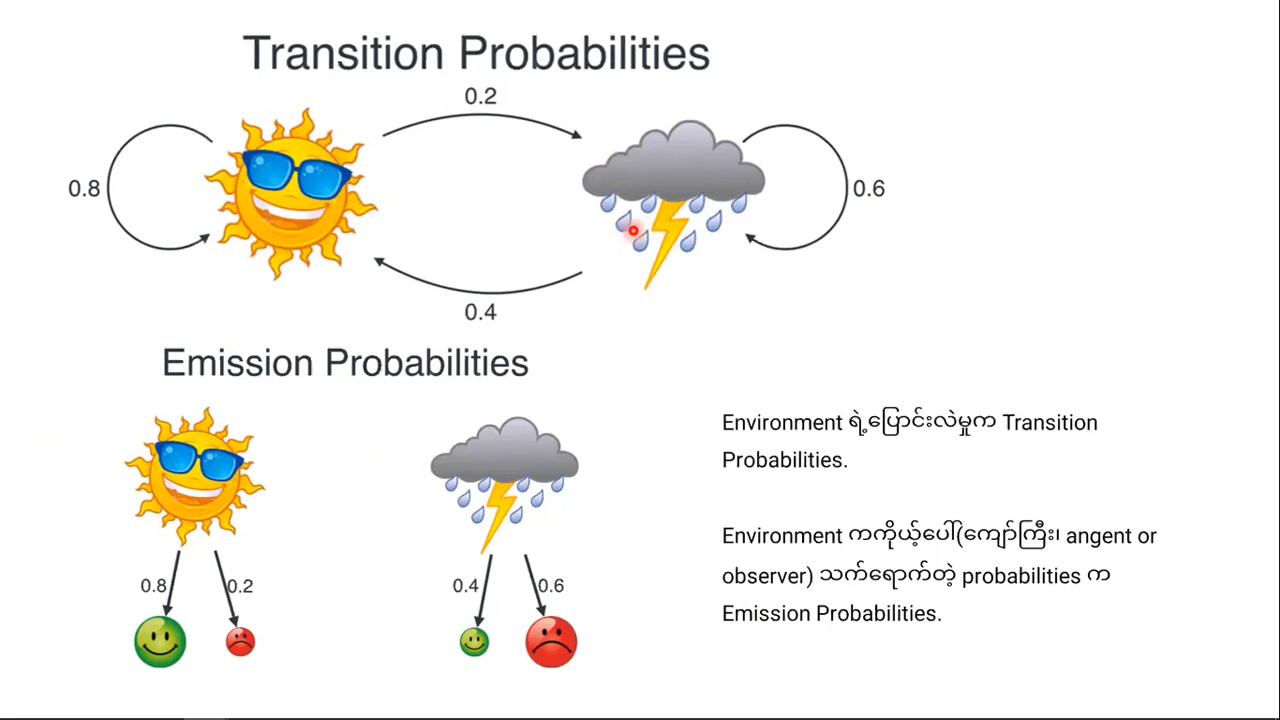 Transition Probabilities
0.2
0.8
0.6
0.4
Emission Probabilities
0.8
0.2
0.4
0.6
Environment ရဲ့ပြောင်းလဲမှုက Transition
Probabilities.
Environment ကကိုယ့်ပေါ်(ကျော်ကြီး၊ angent or
observer) သက်ရောက်တဲ့ probabilities က
Emission Probabilities.